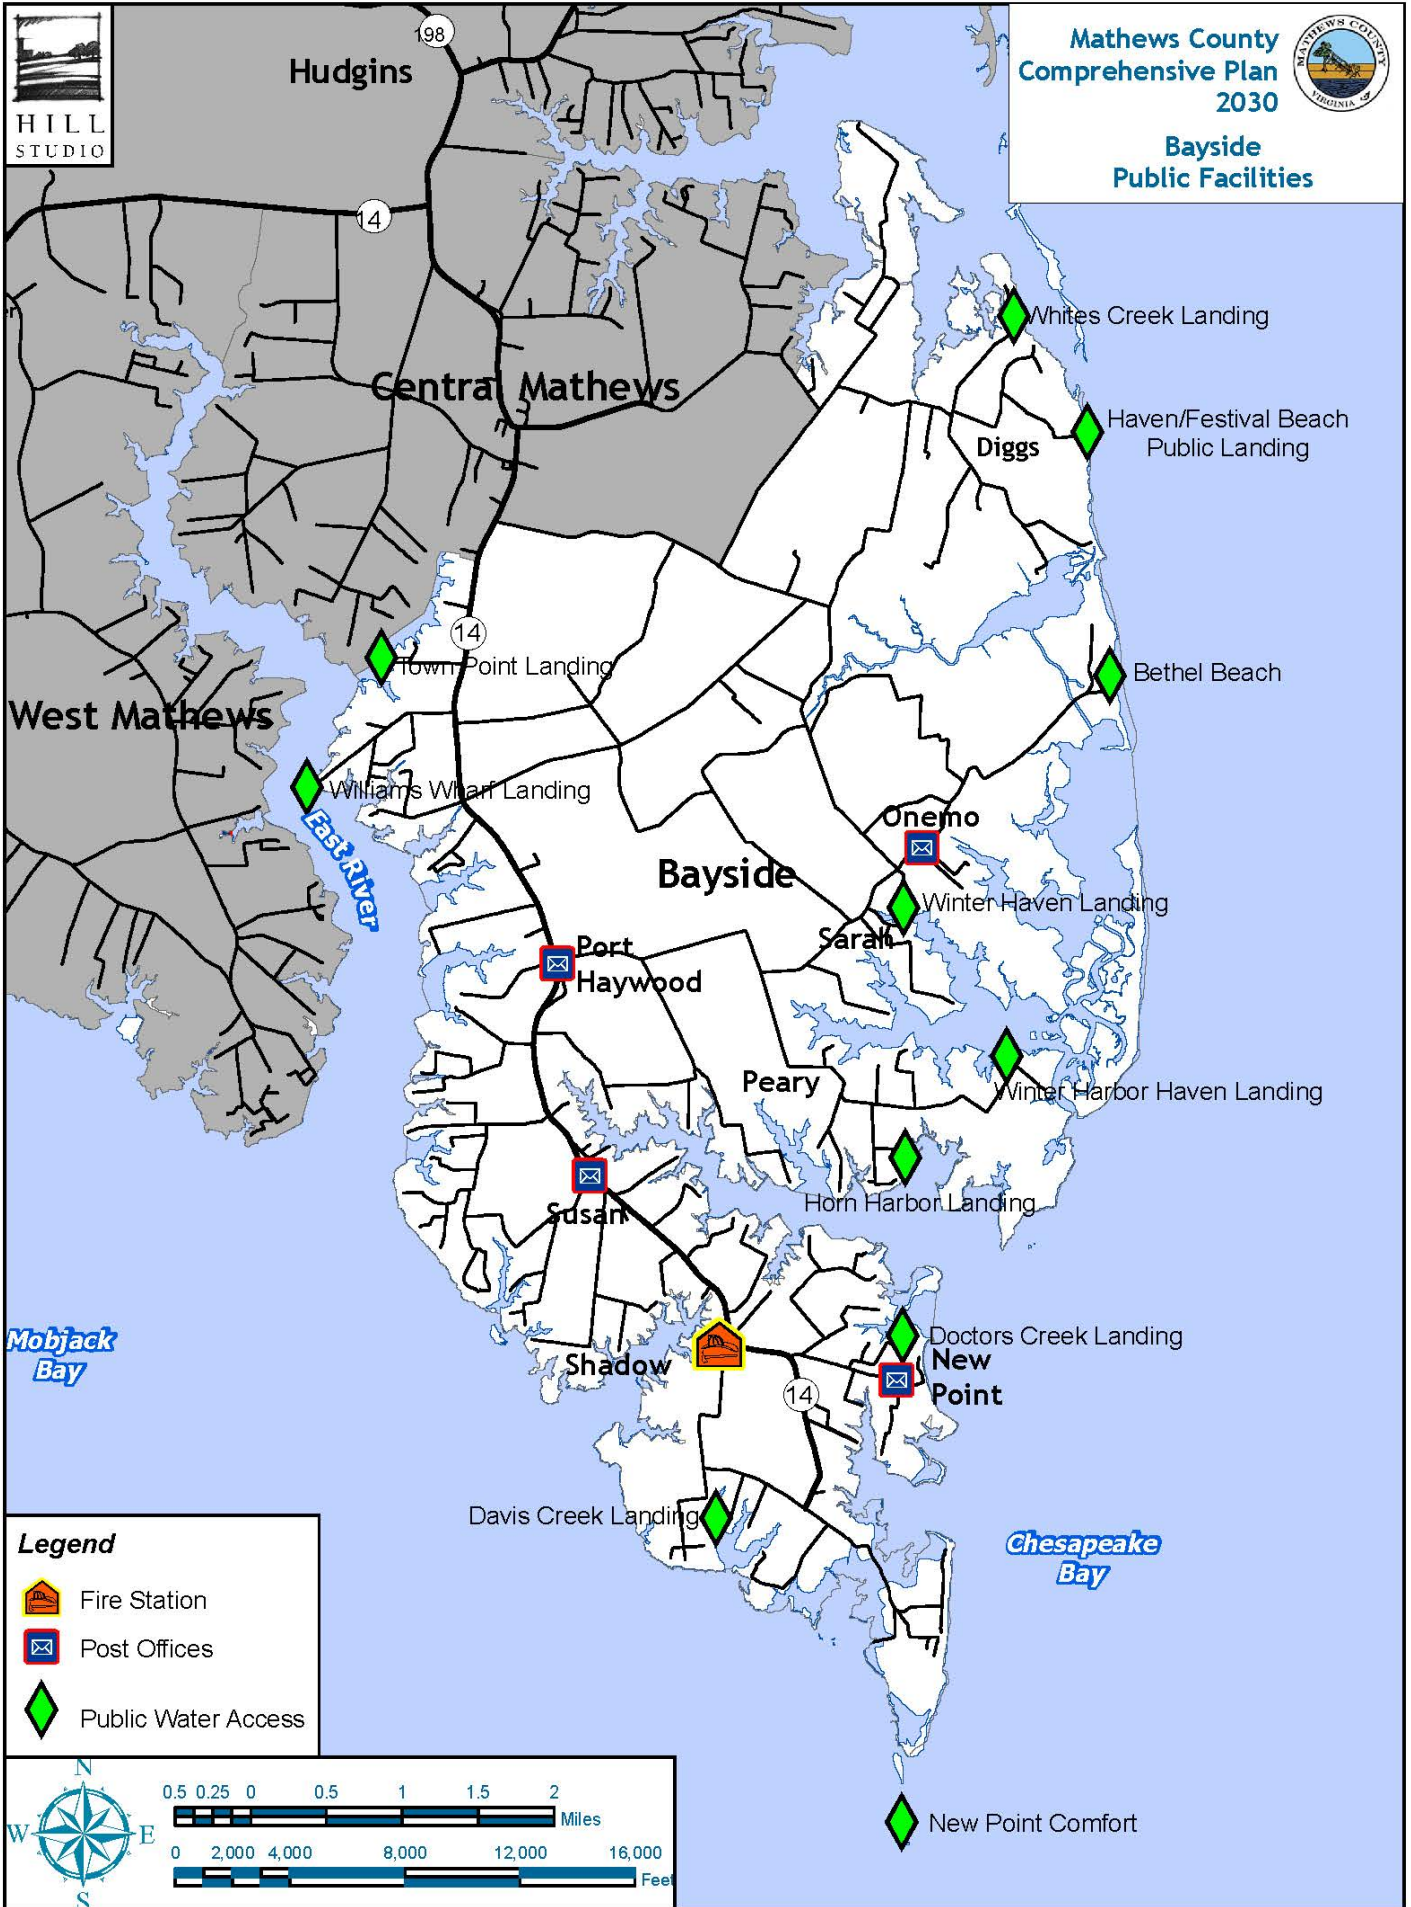 HILL
STUDIO
198
Hudgins
Mathews County
Comprehensive Plan
2030
MATHEWS COUNTY
VIRGINIA
Bayside
Public Facilities
14
Whites Creek Landing
Central Mathews
Haven/Festival Beach
Public Landing
Diggs
14
Town Point Landing
Bethel Beach
West Mathews
Williams Wharf Landing
East River
Onemo
Bayside
Winter Haven Landing
Sarah
Port
Haywood
Peary
Winter Harbor Haven Landing
Horn Harbor Landing
Susan
Mobjack
Bay
Shadow
Doctors Creek Landing
New
Point
14
Davis Creek Landing
Chesapeake
Bay
Legend
Fire Station
Post Offices
Public Water Access
N
W
E
S
0.5 0.25 0 0.5 1 1.5 2
Miles
0 2,000 4,000 8,000 12,000 16,000
Feet
New Point Comfort